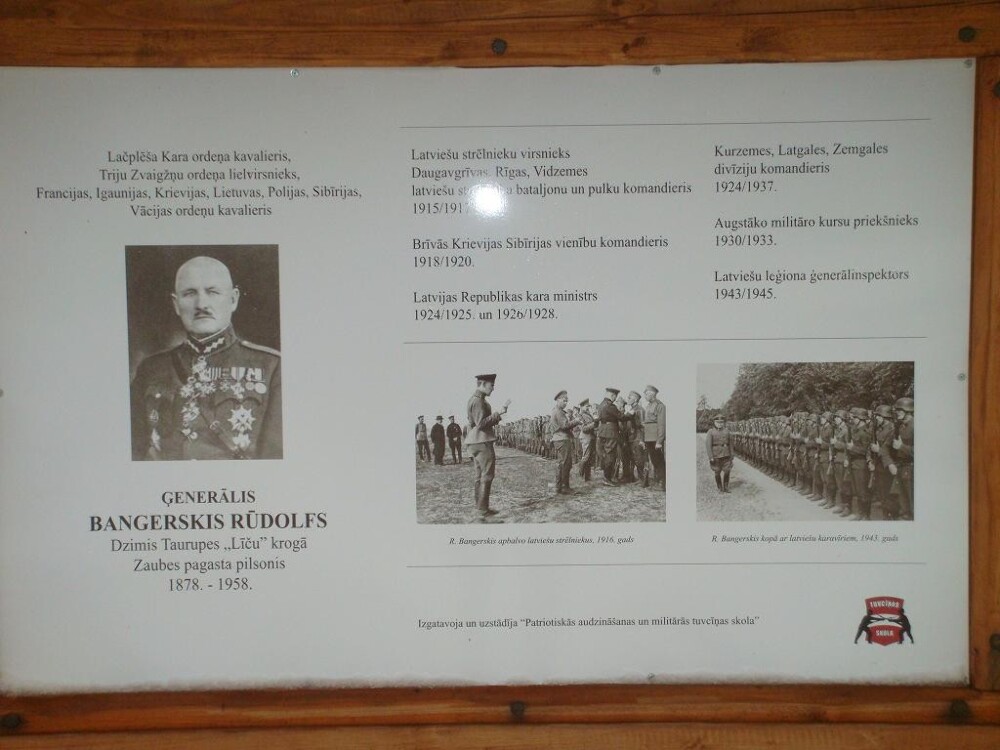 Lačplēša Kara ordeņa kavalieris,
Triju Zvaigžņu ordeņa lielvirsnieks,
Francijas, Igaunijas, Krievijas, Lietuvas, Polijas, Sibīrijas,
Vācijas ordeņu kavalieris
ĢENERĀLIS
BANGERSKIS RŪDOLFS
Dzimis Taurupes „Līču” krogā
Zaubes pagasta pilsonis
1878. - 1958.
Latviešu strēlnieku virsnieks
Daugavgrīvas, Rīgas, Vidzemes
latviešu bataljonu un pulku komandieris
Brīvās Krievijas Sibīrijas vienību komandieris
1918/1920.
Latvijas Republikas kara ministrs
1924/1925. un 1926/1928.
Kurzemes, Latgales, Zemgales
divīziju komandieris
1924/1937.
Augstāko militāro kursu priekšnieks
1930/1933.
Latviešu leģiona ģenerālinspektors
1943/1945.
R. Bangerskis apbalvo latviešu strēlniekus, 1916. gads
R. Bangerskis kopā ar latviešu karavīriem, 1943. gads
Izgatavoja un uzstādīja “Patriotiskās audzināšanas un militārās tuvcīņas skola”
TUVCĪŅAS
SKOLA